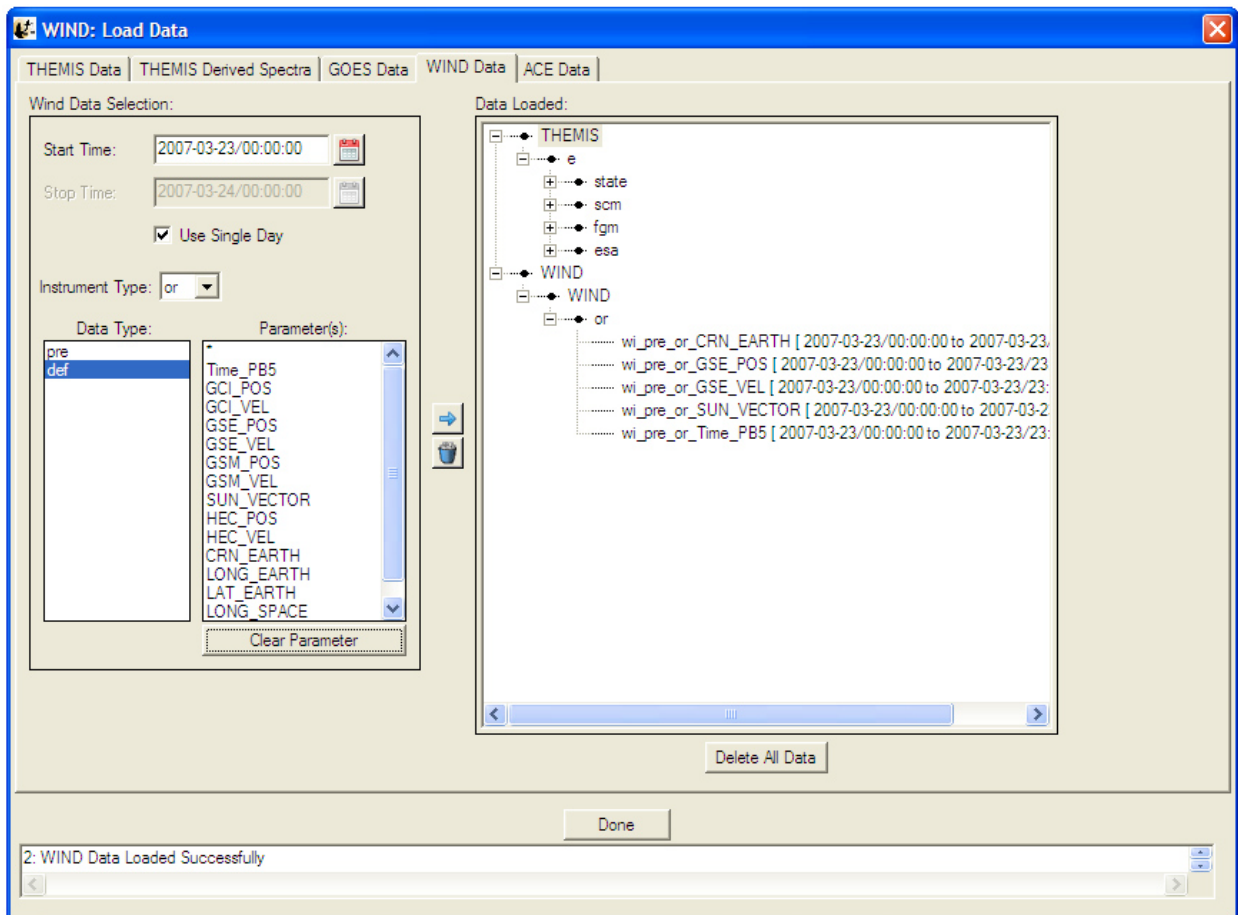 WIND: Load Data
THEMIS Data THEMIS Derived Spectra GOES Data WIND Data ACE Data
Wind Data Selection:
Start Time: 2007-03-23/00:00:00
Stop Time: 2007-03-24/00:00:00
Use Single Day
Instrument Type: or
Data Type:
pre
def
Parameter(s):
*
Time_PB5
GCI_POS
GCI_VEL
GSE_POS
GSE_VEL
GSM_POS
GSM_VEL
SUN_VECTOR
HEC_POS
HEC_VEL
CRN_EARTH
LONG_EARTH
LAT_EARTH
LONG_SPACE
Clear Parameter
Data Loaded:
THEMIS
e
state
scm
fgm
esa
WIND
WIND
or
wi_pre_or_CRN_EARTH [ 2007-03-23/00:00:00 to 2007-03-23/
wi_pre_or_GSE_POS [ 2007-03-23/00:00:00 to 2007-03-23/23
wi_pre_or_GSE_VEL [ 2007-03-23/00:00:00 to 2007-03-23/23:
wi_pre_or_SUN_VECTOR [ 2007-03-23/00:00:00 to 2007-03-2
wi_pre_or_Time_PB5 [ 2007-03-23/00:00:00 to 2007-03-23/23:
Delete All Data
Done
2: WIND Data Loaded Successfully